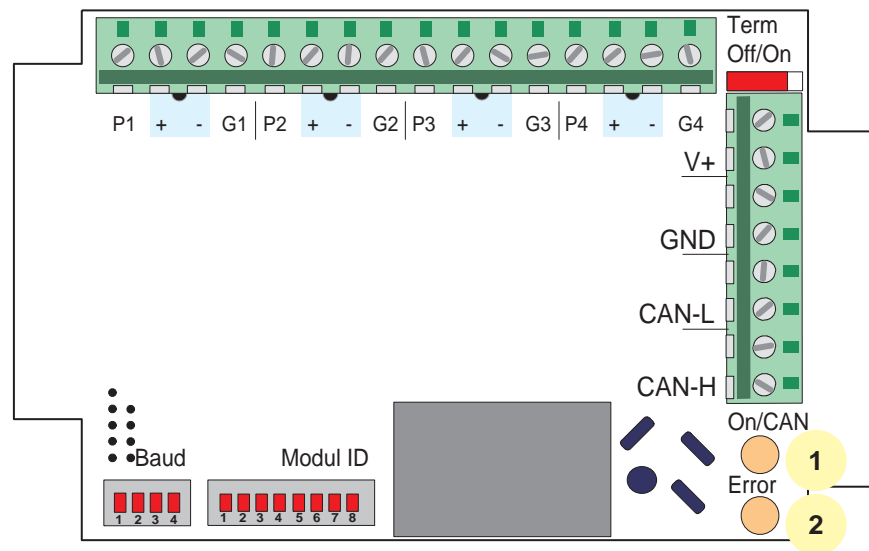 Term
Off/On
P1 + - G1 P2 + - G2 P3 + - G3 P4 + - G4
V+
GND
CAN-L
CAN-H
On/CAN
1
Baud
Modul ID
Error
1 2 3 4
1 2 3 4 5 6 7 8
2